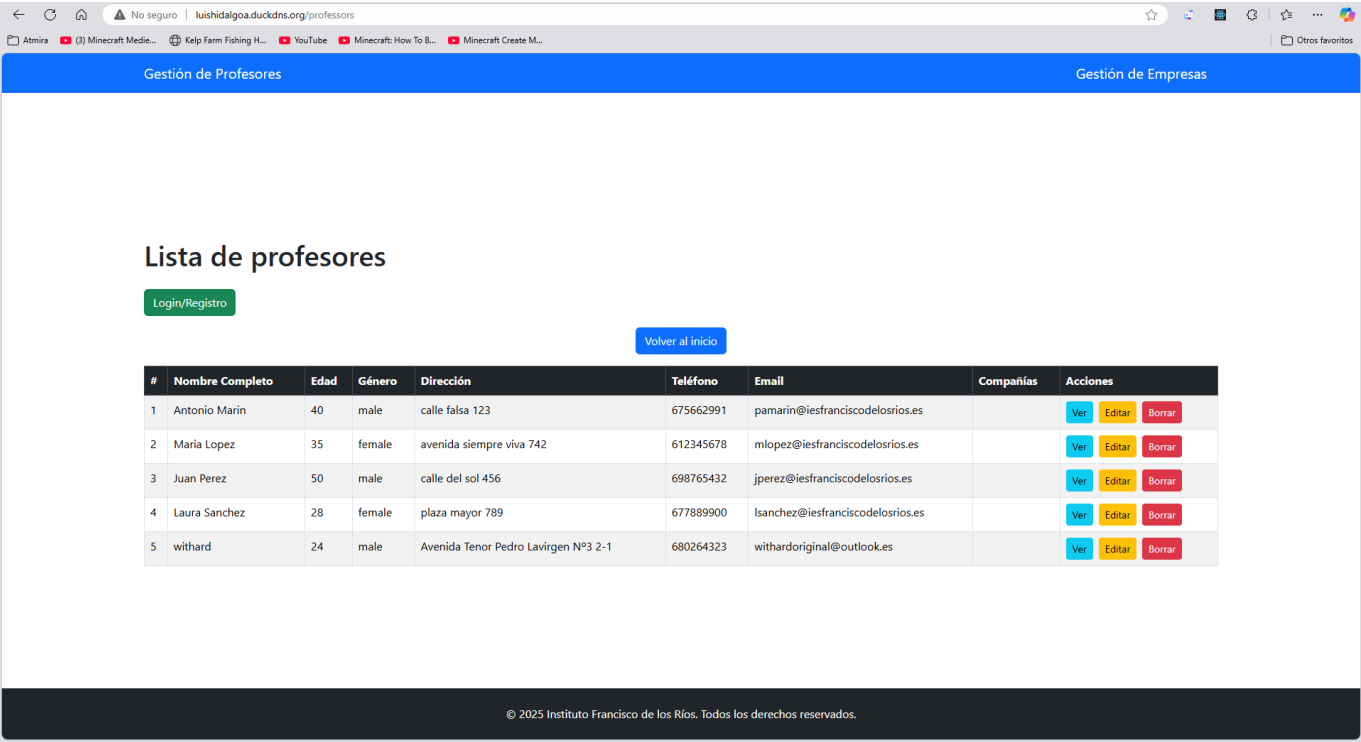 No seguro luishidalgoa.duckdns.org/professors
Atmira (3) Minecraft Medie... Kelp Farm Fishing H... YouTube Minecraft: How To B... Minecraft Create M... Otros favoritos
Gestión de Profesores Gestión de Empresas
Lista de profesores
Login/Registro
Volver al inicio
# Nombre Completo Edad Género Dirección Teléfono Email Compañías Acciones
1 Antonio Marin 40 male calle falsa 123 675662991 pamarin@iesfranciscodelosrios.es Ver Editar Borrar
2 Maria Lopez 35 female avenida siempre viva 742 612345678 mlopez@iesfranciscodelosrios.es Ver Editar Borrar
3 Juan Perez 50 male calle del sol 456 698765432 jperez@iesfranciscodelosrios.es Ver Editar Borrar
4 Laura Sanchez 28 female plaza mayor 789 677889900 lsanchez@iesfranciscodelosrios.es Ver Editar Borrar
5 withard 24 male Avenida Tenor Pedro Lavirgen Nº3 2-1 680264323 withardoriginal@outlook.es Ver Editar Borrar
© 2025 Instituto Francisco de los Ríos. Todos los derechos reservados.